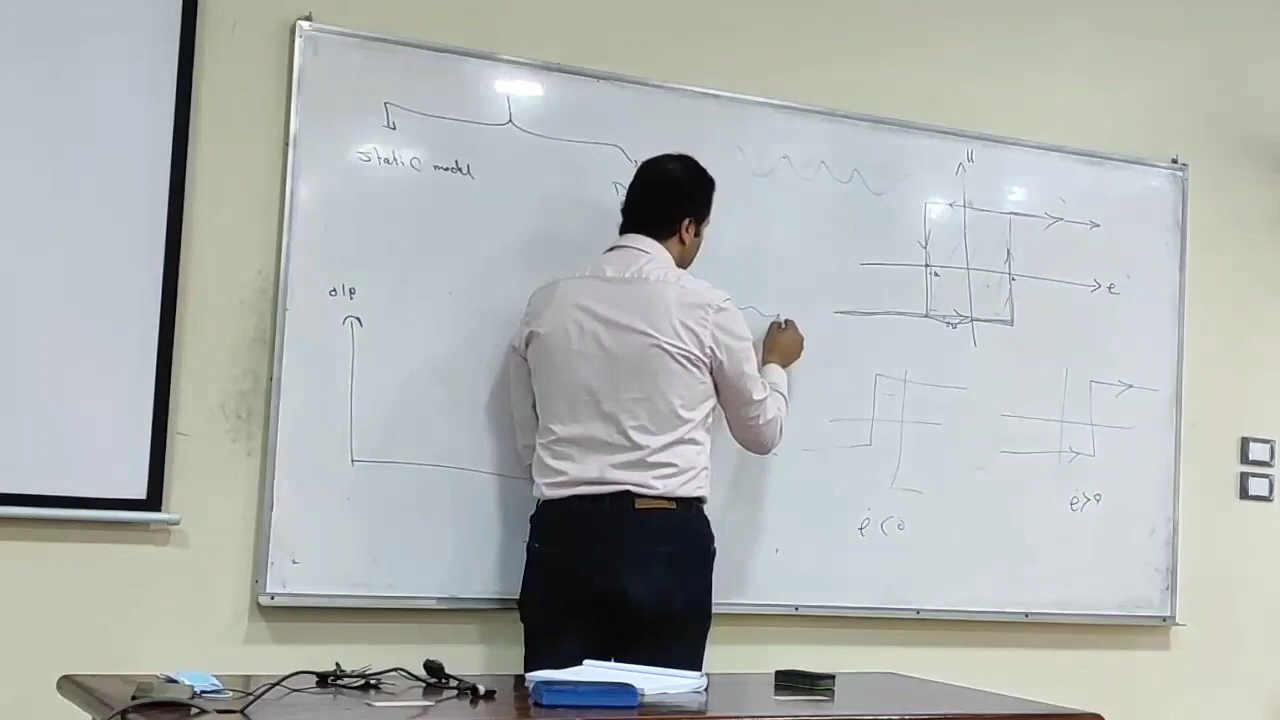 static model
o/p
u
e
ė < 0
ė > 0